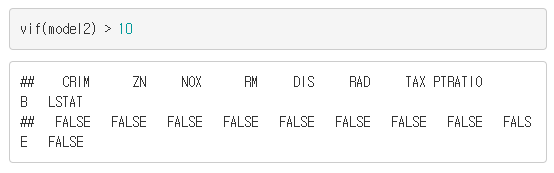 vif(model2) > 10
##    CRIM      ZN     NOX      RM     DIS     RAD     TAX PTRATIO
B   LSTAT
##   FALSE   FALSE   FALSE   FALSE   FALSE   FALSE   FALSE   FALSE   FALS
E   FALSE